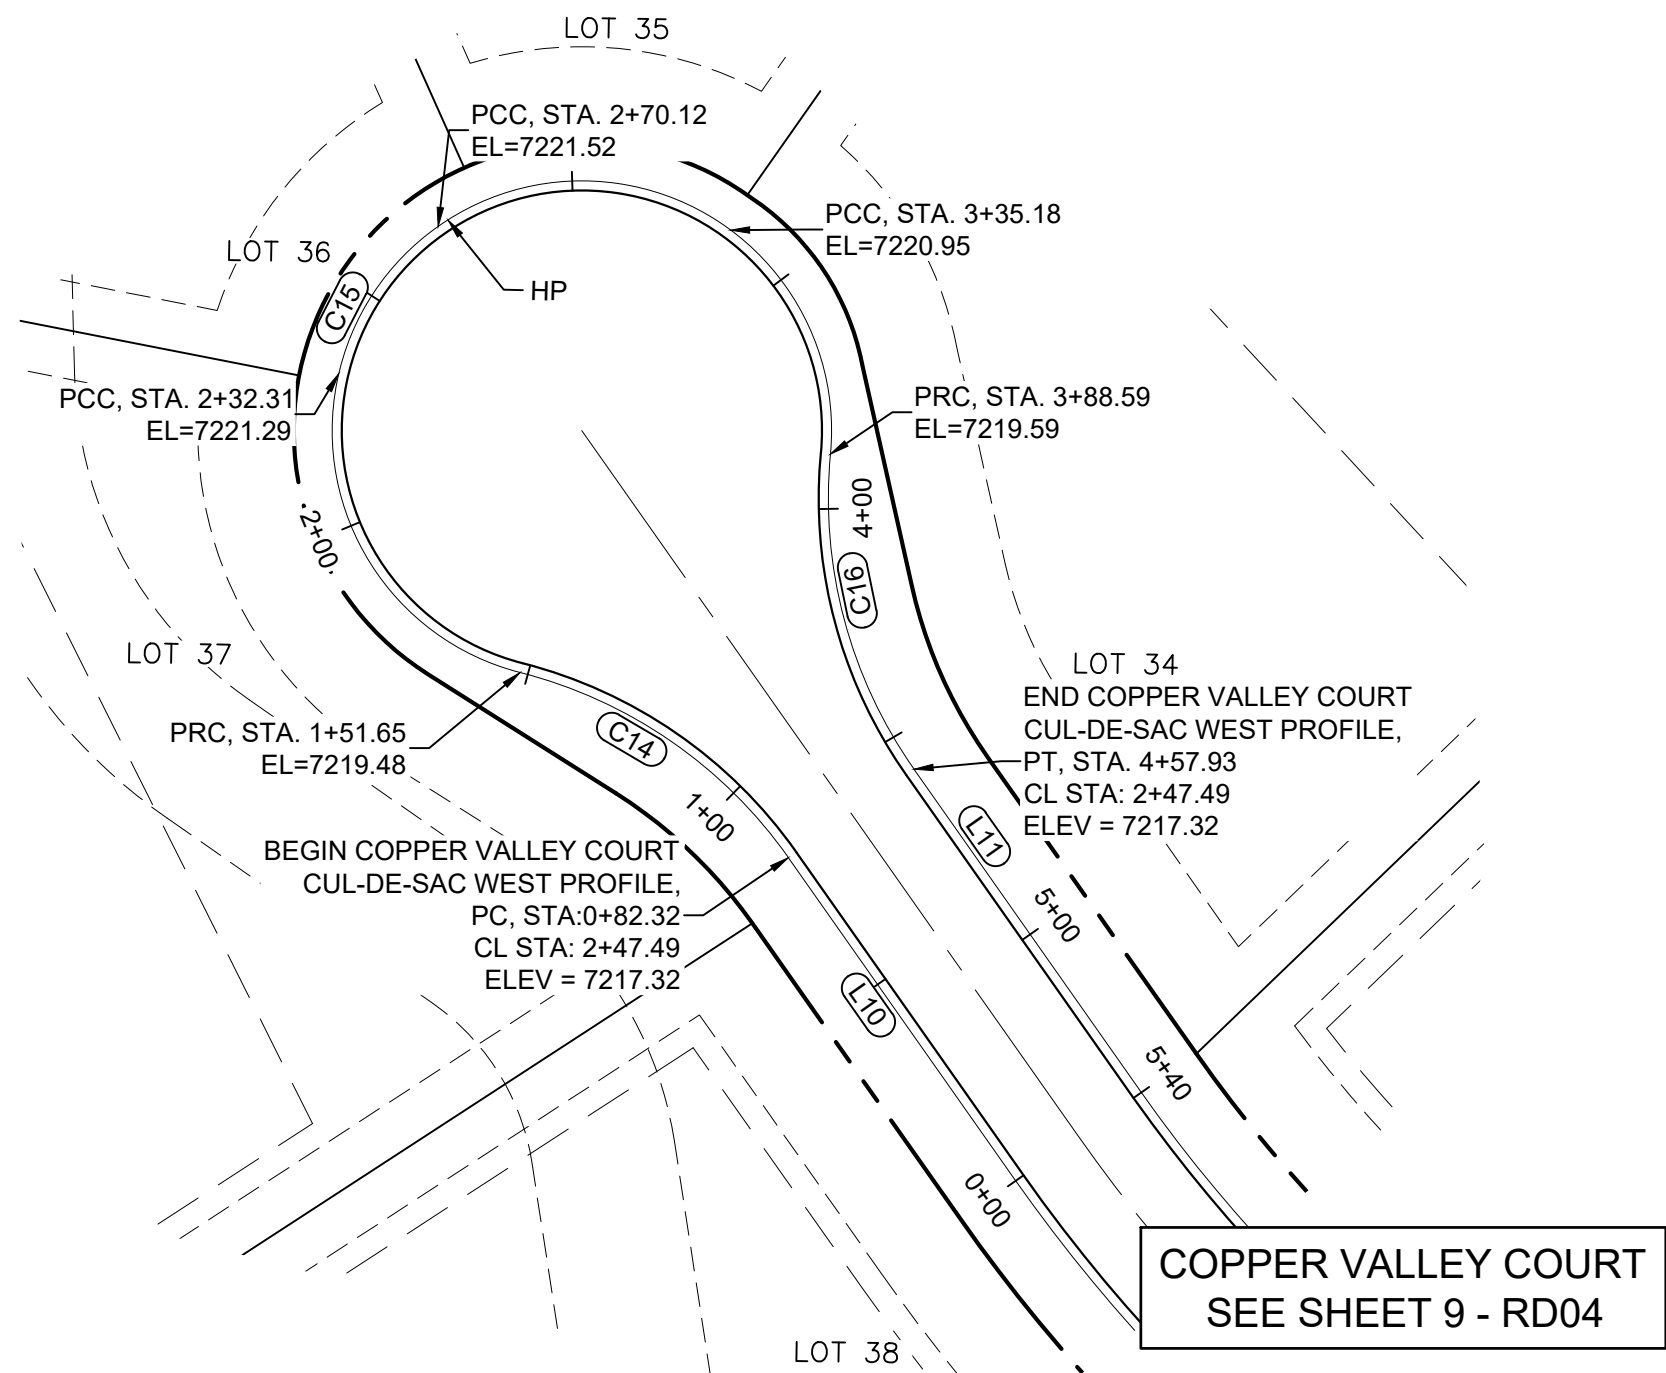 LOT 35
PCC, STA. 2+70.12
EL=7221.52
PCC, STA. 3+35.18
EL=7220.95
LOT 36
HP
C15
PCC, STA. 2+32.31
EL=7221.29
PRC, STA. 3+88.59
EL=7219.59
2+00
4+00
C16
LOT 37
LOT 34
END COPPER VALLEY COURT
CUL-DE-SAC WEST PROFILE,
PT, STA. 4+57.93
CL STA: 2+47.49
ELEV = 7217.32
PRC, STA. 1+51.65
EL=7219.48
C14
1+00
L11
BEGIN COPPER VALLEY COURT
CUL-DE-SAC WEST PROFILE,
PC, STA:0+82.32
CL STA: 2+47.49
ELEV = 7217.32
5+00
L10
5+40
0+00
COPPER VALLEY COURT
SEE SHEET 9 - RD04
LOT 38